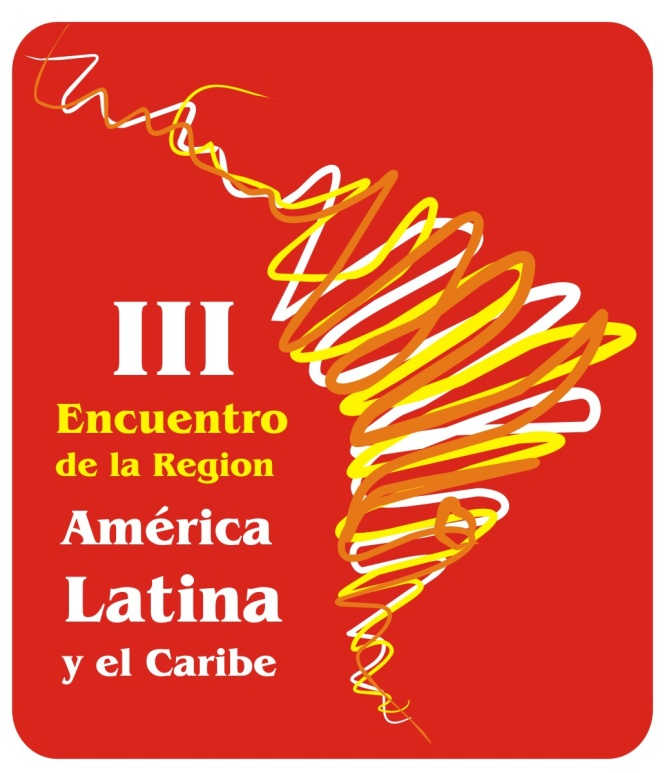 III
Encuentro
de la Region
América
Latina
y el Caribe